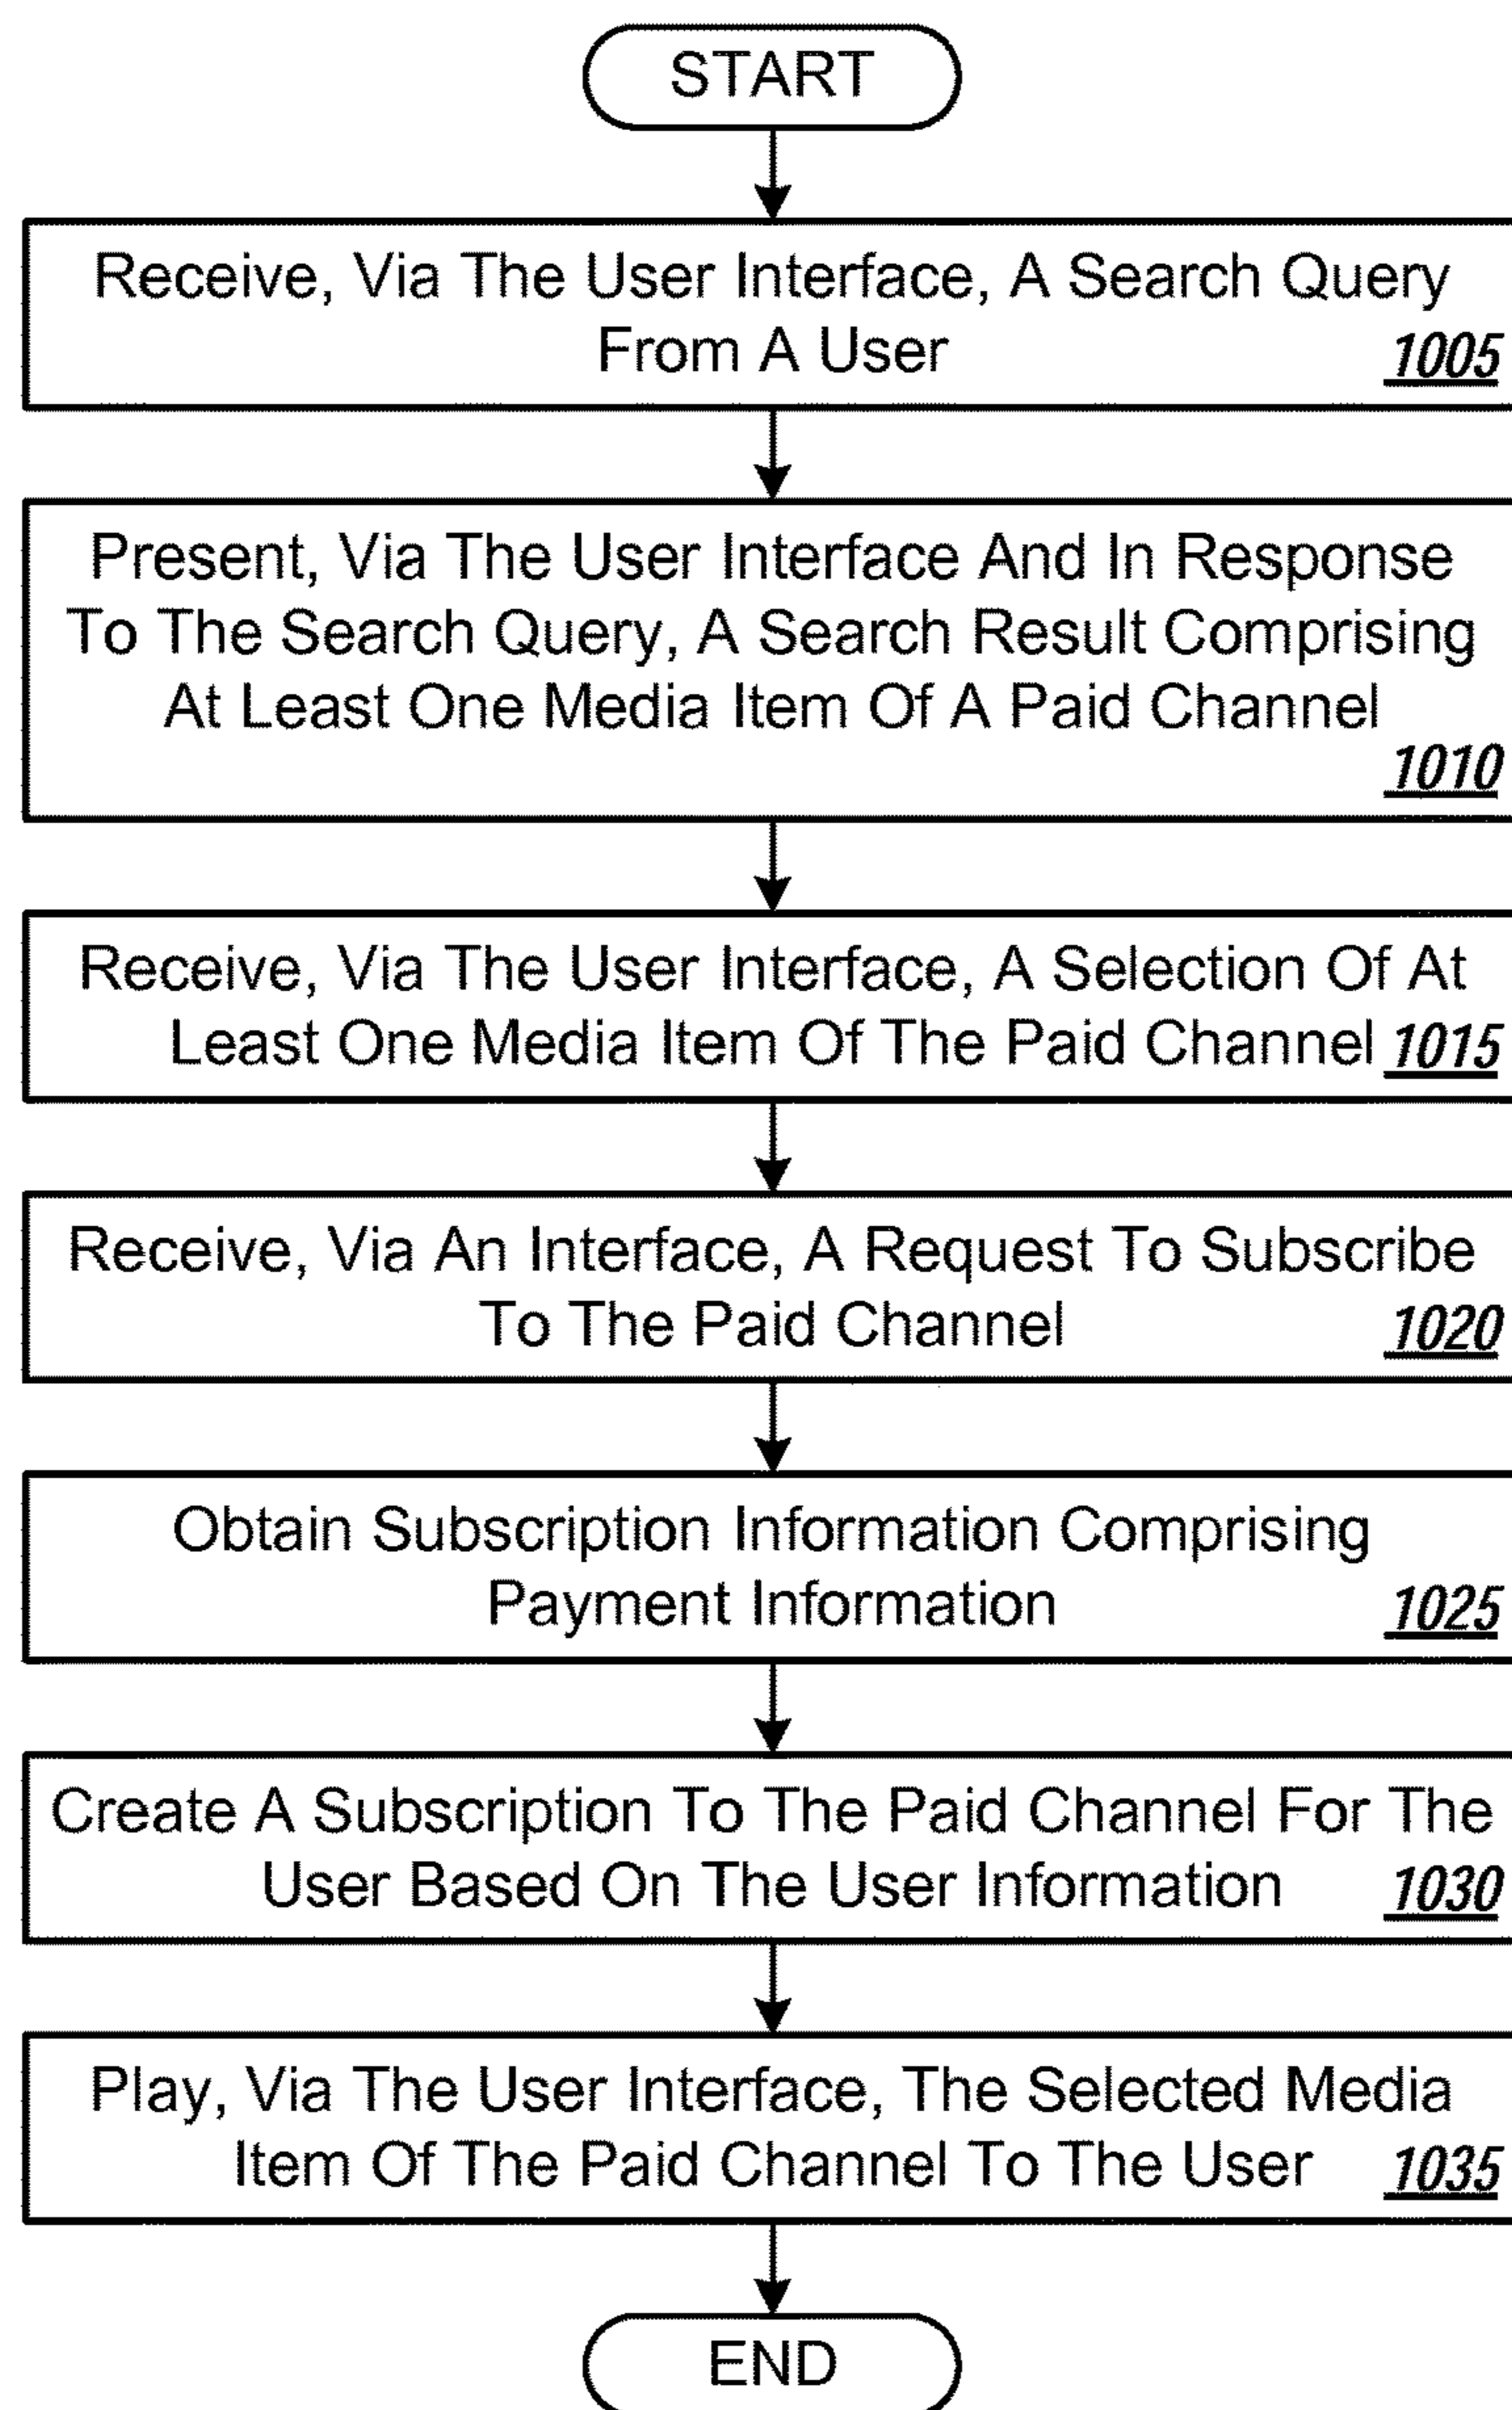 START
Receive, Via The User Interface, A Search Query
From A User 1005
Present, Via The User Interface And In Response
To The Search Query, A Search Result Comprising
At Least One Media Item Of A Paid Channel
1010
Receive, Via The User Interface, A Selection Of At
Least One Media Item Of The Paid Channel 1015
Receive, Via An Interface, A Request To Subscribe
To The Paid Channel 1020
Obtain Subscription Information Comprising
Payment Information 1025
Create A Subscription To The Paid Channel For The
User Based On The User Information 1030
Play, Via The User Interface, The Selected Media
Item Of The Paid Channel To The User 1035
END